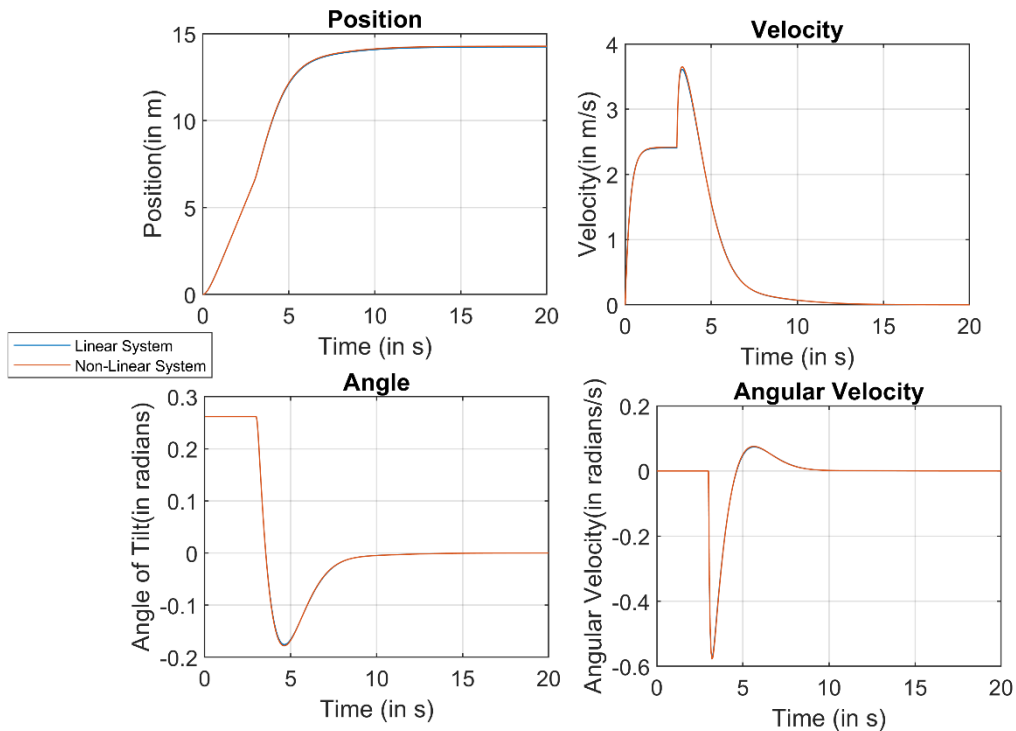 Position
Position(in m)
15
10
5
0
0 5 10 15 20
Time (in s)
Velocity
Velocity(in m/s)
4
3
2
1
0
0 5 10 15 20
Time (in s)
Linear System
Non-Linear System
Angle
Angle of Tilt(in radians)
0.3
0.2
0.1
0
-0.1
-0.2
0 5 10 15 20
Time (in s)
Angular Velocity
Angular Velocity(in radians/s)
0.2
0
-0.2
-0.4
-0.6
0 5 10 15 20
Time (in s)